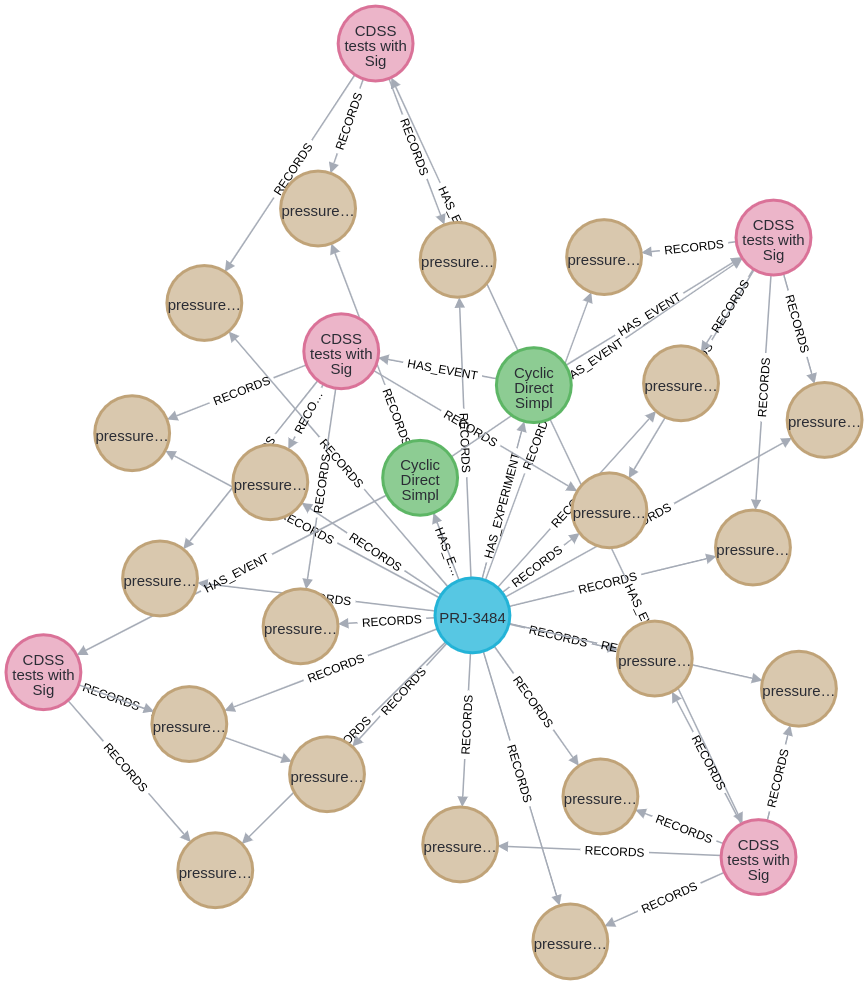 CDSS
tests with
Sig
RECORDS
RECORDS
RECORDS
HAS_E
pressure…
pressure…
pressure…
pressure…
CDSS
tests with
Sig
RECORDS
RECORDS
RECORDS
RECORDS
HAS_EVENT
HAS_EVENT
CDSS
tests with
Sig
HAS_EVENT
Cyclic
Direct
Simpl
pressure…
pressure…
pressure…
RECORDS
RECO…
RECORDS
RECORDS
RECORDS
RECORDS
RECORDS
RECORD
Cyclic
Direct
Simpl
pressure…
RECORDS
HAS_EXPERIMENT
HAS_E…
pressure…
pressure…
RECORDS
RECORDS
RECORDS
HAS_EVENT
pressure…
RECORDS
HAS_E
PRJ-3484
RECORDS
pressure…
RECORDS
CDSS
tests with
Sig
pressure…
pressure…
RECORDS
RECORDS
RECORDS
RECORDS
pressure…
RECORDS
RECORDS
RECORDS
RECORDS
RECORDS
RECORDS
pressure…
pressure…
pressure…
pressure…
RECORDS
RECORDS
RECORDS
CDSS
tests with
Sig
pressure…
pressure…